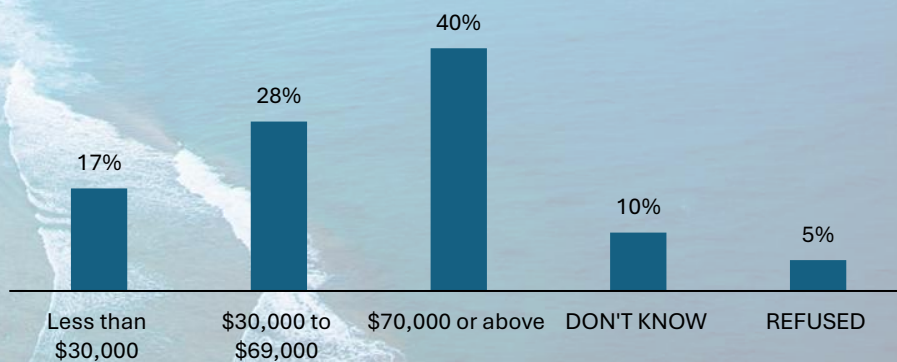 40%
28%
17%
10%
5%
Less than
$30,000
$30,000 to
$69,000
$70,000 or above
DON'T KNOW
REFUSED